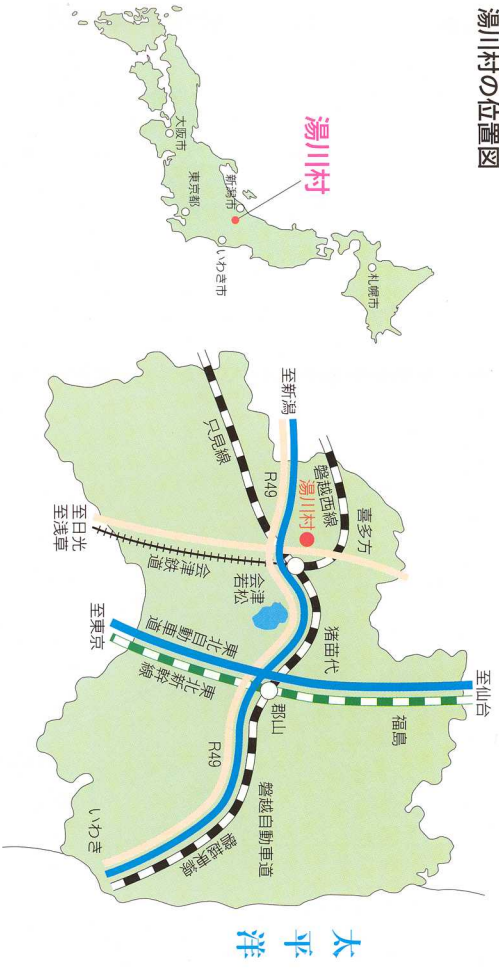 湯川村の位置図
札幌市
湯川村
新潟市
いわき市
東京都
大阪市
至仙台
福島
喜多方
磐越西線
湯川村
至新潟
R49
只見線
猪苗代
会津
若松
会津鉄道
至日光
至浅草
東北自動車道
東北新幹線
至東京
郡山
R49
磐越自動車道
磐越東線
いわき
太平洋